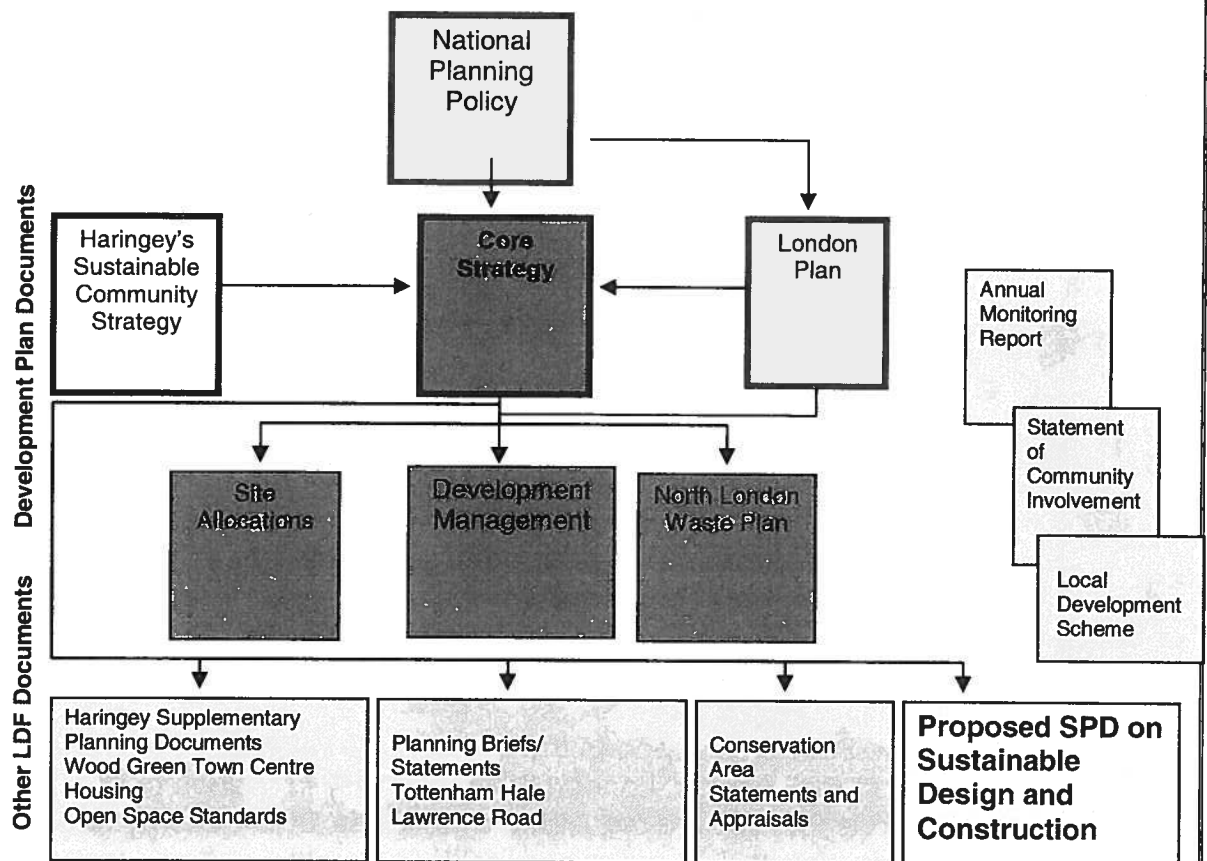 National
Planning
Policy
Development Plan Documents
Haringey's
Sustainable
Community
Strategy
Core
Strategy
London
Plan
Annual
Monitoring
Report
Statement
of
Community
Involvement
Local
Development
Scheme
Site
Allocations
Development
Management
North London
Waste Plan
Other LDF Documents
Haringey Supplementary
Planning Documents
Wood Green Town Centre
Housing
Open Space Standards
Planning Briefs/
Statements
Tottenham Hale
Lawrence Road
Conservation
Area
Statements and
Appraisals
Proposed SPD on
Sustainable
Design and
Construction